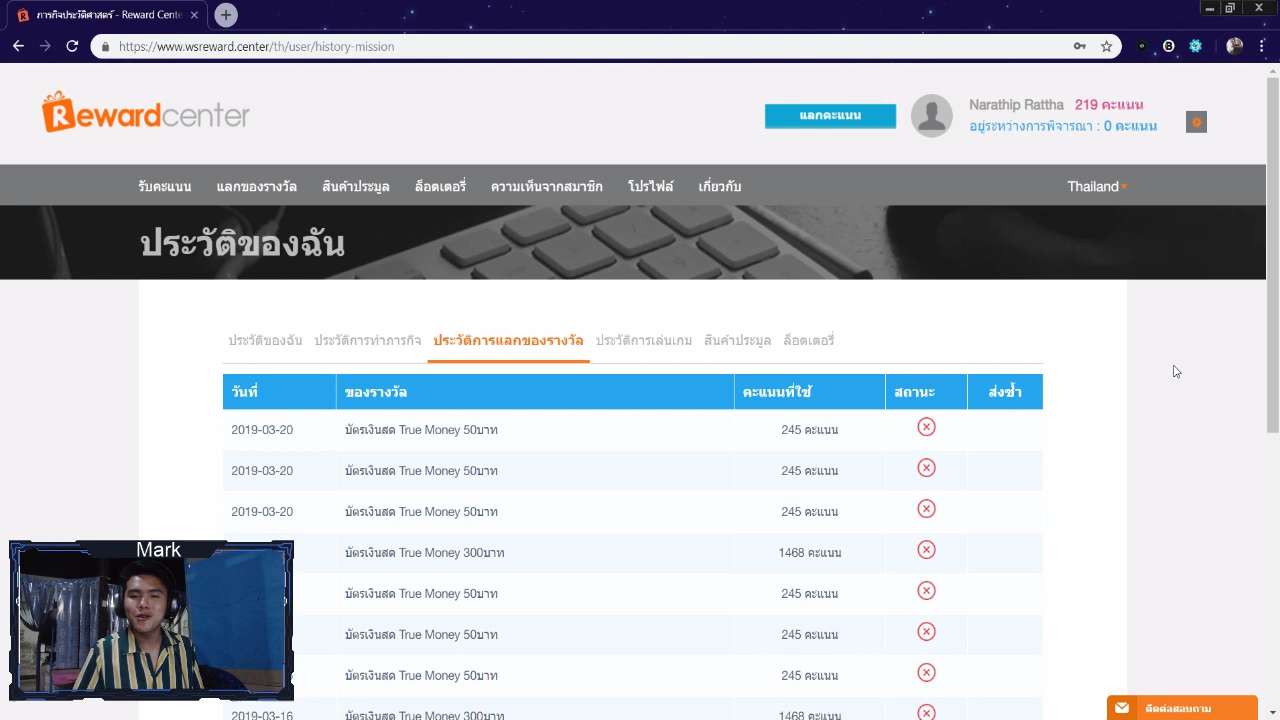 ภารกิจประวัติศาสตร์ - Reward Cente
https://www.wsreward.center/th/user/history-mission
Rewardcenter
แลกคะแนน
Narathip Rattha 219 คะแนน
อยู่ระหว่างการพิจารณา : 0 คะแนน
รับคะแนน แลกของรางวัล สินค้าประมูล ล็อตเตอรี่ ความเห็นจากสมาชิก โปรไฟล์ เกี่ยวกับ Thailand
ประวัติของฉัน
ประวัติของฉัน ประวัติการทำภารกิจ ประวัติการแลกของรางวัล ประวัติการเล่นเกม สินค้าประมูล ล็อตเตอรี่
วันที่ ของรางวัล คะแนนที่ใช้ สถานะ ส่งซ้ำ
2019-03-20 บัตรเงินสด True Money 50บาท 245 คะแนน
2019-03-20 บัตรเงินสด True Money 50บาท 245 คะแนน
2019-03-20 บัตรเงินสด True Money 50บาท 245 คะแนน
บัตรเงินสด True Money 300บาท 1468 คะแนน
บัตรเงินสด True Money 50บาท 245 คะแนน
บัตรเงินสด True Money 50บาท 245 คะแนน
บัตรเงินสด True Money 50บาท 245 คะแนน
2019-03-16 บัตรเงินสด True Money 300บาท 1468 คะแนน
Mark
ติดต่อสอบถาม